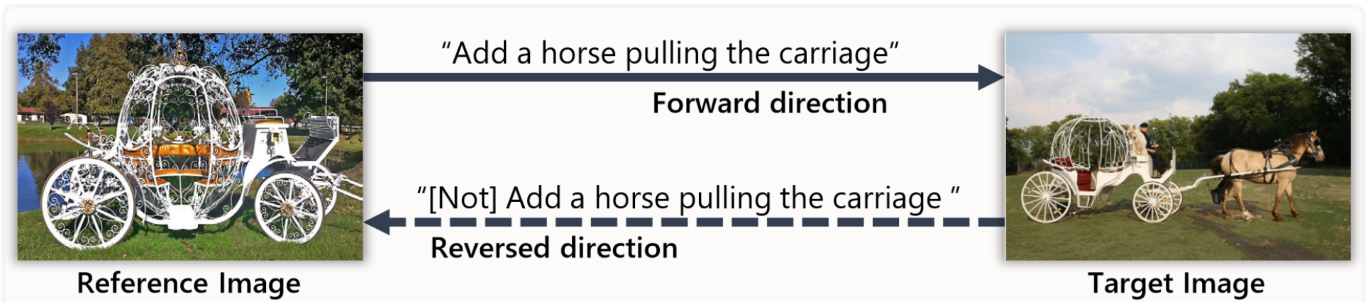 “Add a horse pulling the carriage”
Forward direction
“[Not] Add a horse pulling the carriage ”
Reversed direction
Reference Image
Target Image